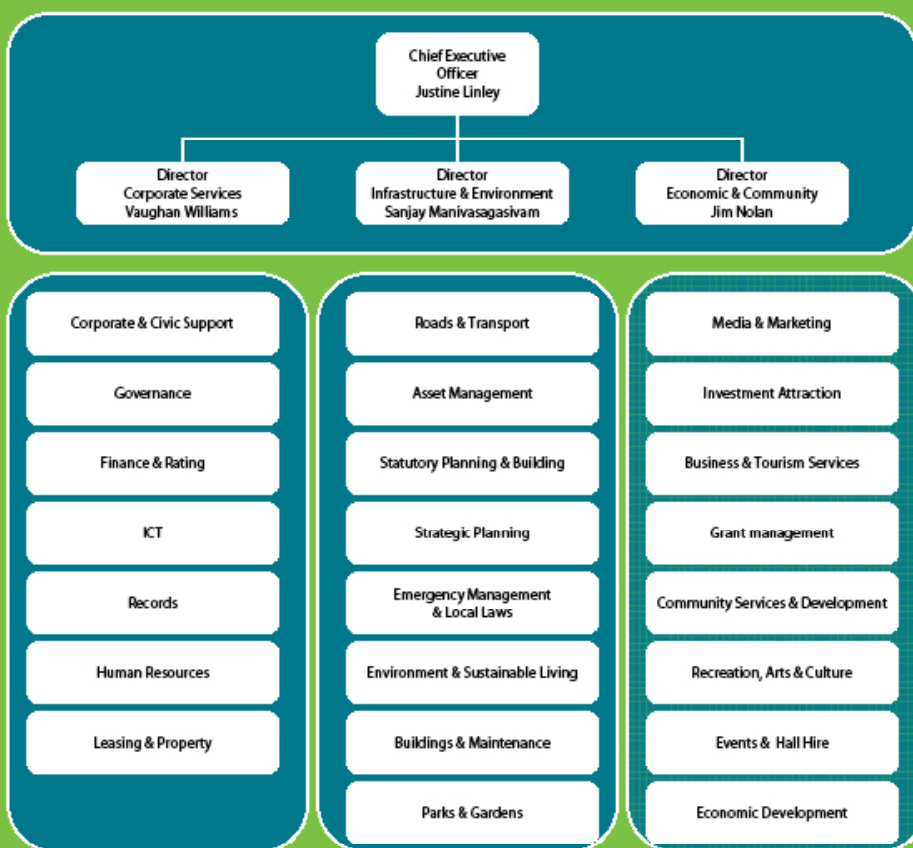 Chief Executive
Officer
Justine Linley
Director
Corporate Services
Vaughan Williams
Director
Infrastructure & Environment
Sanjay Manivasagasivam
Director
Economic & Community
Jim Nolan
Corporate & Civic Support
Governance
Finance & Rating
ICT
Records
Human Resources
Leasing & Property
Roads & Transport
Asset Management
Statutory Planning & Building
Strategic Planning
Emergency Management
& Local Laws
Environment & Sustainable Living
Buildings & Maintenance
Parks & Gardens
Media & Marketing
Investment Attraction
Business & Tourism Services
Grant management
Community Services & Development
Recreation, Arts & Culture
Events & Hall Hire
Economic Development